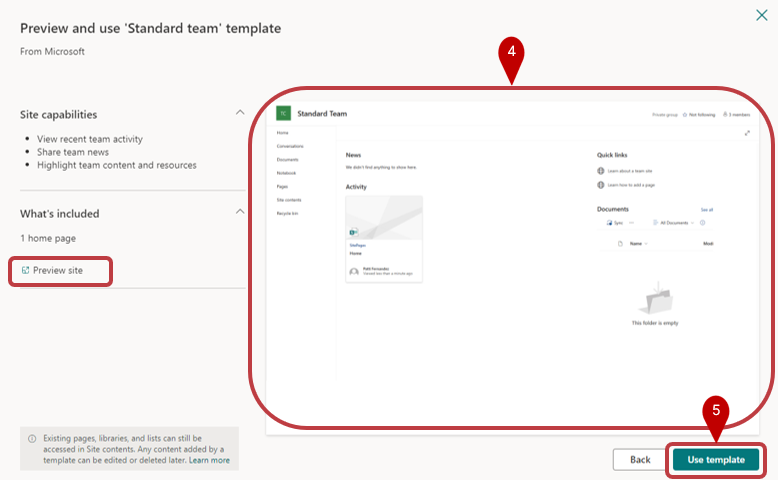 Preview and use 'Standard team' template
From Microsoft
4
Site capabilities
View recent team activity
Share team news
Highlight team content and resources
What's included
1 home page
Preview site
TC
Standard Team
Private group
Not following
3 members
Home
Conversations
Documents
Notebook
Pages
Site contents
Recycle bin
News
We didn't find anything to show here.
Activity
SitePages
Home
Patti Fernandez
Viewed less than a minute ago
Quick links
Learn about a team site
Learn how to add a page
Documents
See all
Sync
All Documents
Name
Modi
This folder is empty
5
Existing pages, libraries, and lists can still be
accessed in Site contents. Any content added by a
template can be edited or deleted later. Learn more
Back
Use template